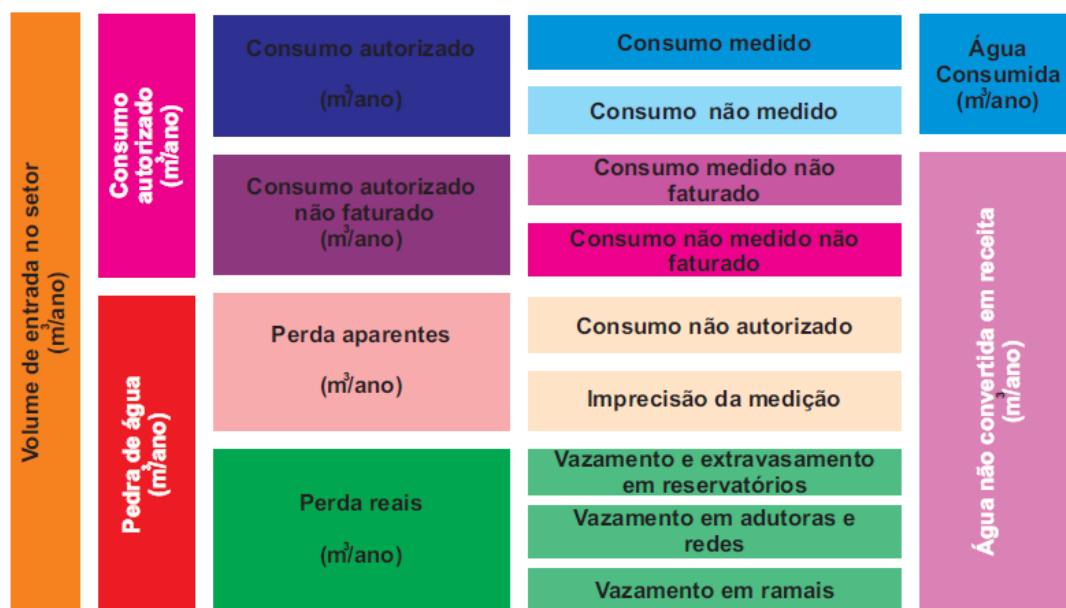 Volume de entrada no setor
(m³/ano)
Consumo
autorizado
(m³/ano)
Pedra de água
(m³/ano)
Consumo autorizado
(m³/ano)
Consumo autorizado
não faturado
(m³/ano)
Perda aparentes
(m³/ano)
Perda reais
(m³/ano)
Consumo medido
Consumo não medido
Consumo medido não
faturado
Consumo não medido não
faturado
Consumo não autorizado
Imprecisão da medição
Vazamento e extravasamento
em reservatórios
Vazamento em adutoras e
redes
Vazamento em ramais
Água
Consumida
(m³/ano)
Água não convertida em receita
(m³/ano)